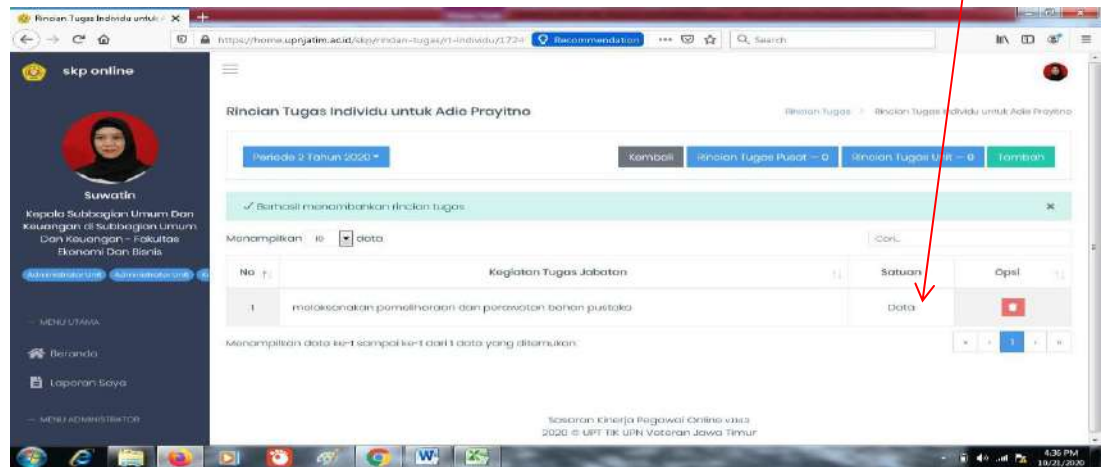 Rincian Tugas Individu untuk
https://home.upnjatim.ac.id/skp/rincian-tugas/rt-individu/1724
Recommendation
Search
skp online
Rincian Tugas Individu untuk Adie Prayitno
Rincian Tugas / Rincian Tugas Individu untuk Adie Prayitno
Periode 2 Tahun 2020
Kembali
Rincian Tugas Pusat - 0
Rincian Tugas Unit - 0
Tambah
Suwatin
Kepala Subbagian Umum Dan
Keuangan di Subbagian Umum
Dan Keuangan - Fakultas
Ekonomi Dan Bisnis
Administrator Unit Administrator Unit
Berhasil menambahkan rincian tugas
Menampilkan 10 data
Cari...
No Kegiatan Tugas Jabatan Satuan Opsi
1 melaksanakan pemeliharaan dan perawatan bahan pustaka Data
Menampilkan data ke-1 sampai ke-1 dari 1 data yang ditemukan
1
MENU UTAMA
Beranda
Laporan Saya
MENU ADMINISTRATOR
Sasaran Kinerja Pegawai Online
2020 © UPT TIK UPN Veteran Jawa Timur
4:36 PM
10/21/2020